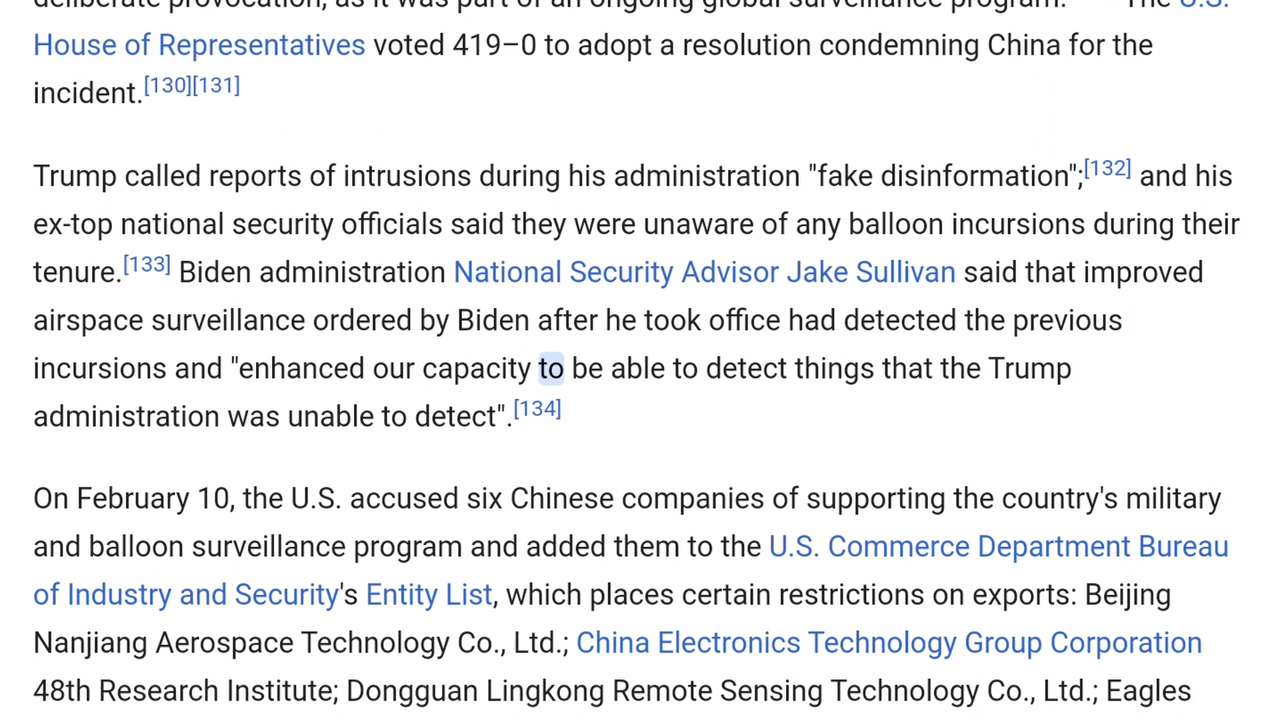 deliberate provocation, as it was part of an ongoing global surveillance program. The U.S.
House of Representatives voted 419–0 to adopt a resolution condemning China for the
incident.[130][131]
Trump called reports of intrusions during his administration "fake disinformation";[132] and his
ex-top national security officials said they were unaware of any balloon incursions during their
tenure.[133] Biden administration National Security Advisor Jake Sullivan said that improved
airspace surveillance ordered by Biden after he took office had detected the previous
incursions and "enhanced our capacity to be able to detect things that the Trump
administration was unable to detect".[134]
On February 10, the U.S. accused six Chinese companies of supporting the country's military
and balloon surveillance program and added them to the U.S. Commerce Department Bureau
of Industry and Security's Entity List, which places certain restrictions on exports: Beijing
Nanjiang Aerospace Technology Co., Ltd.; China Electronics Technology Group Corporation
48th Research Institute; Dongguan Lingkong Remote Sensing Technology Co., Ltd.; Eagles